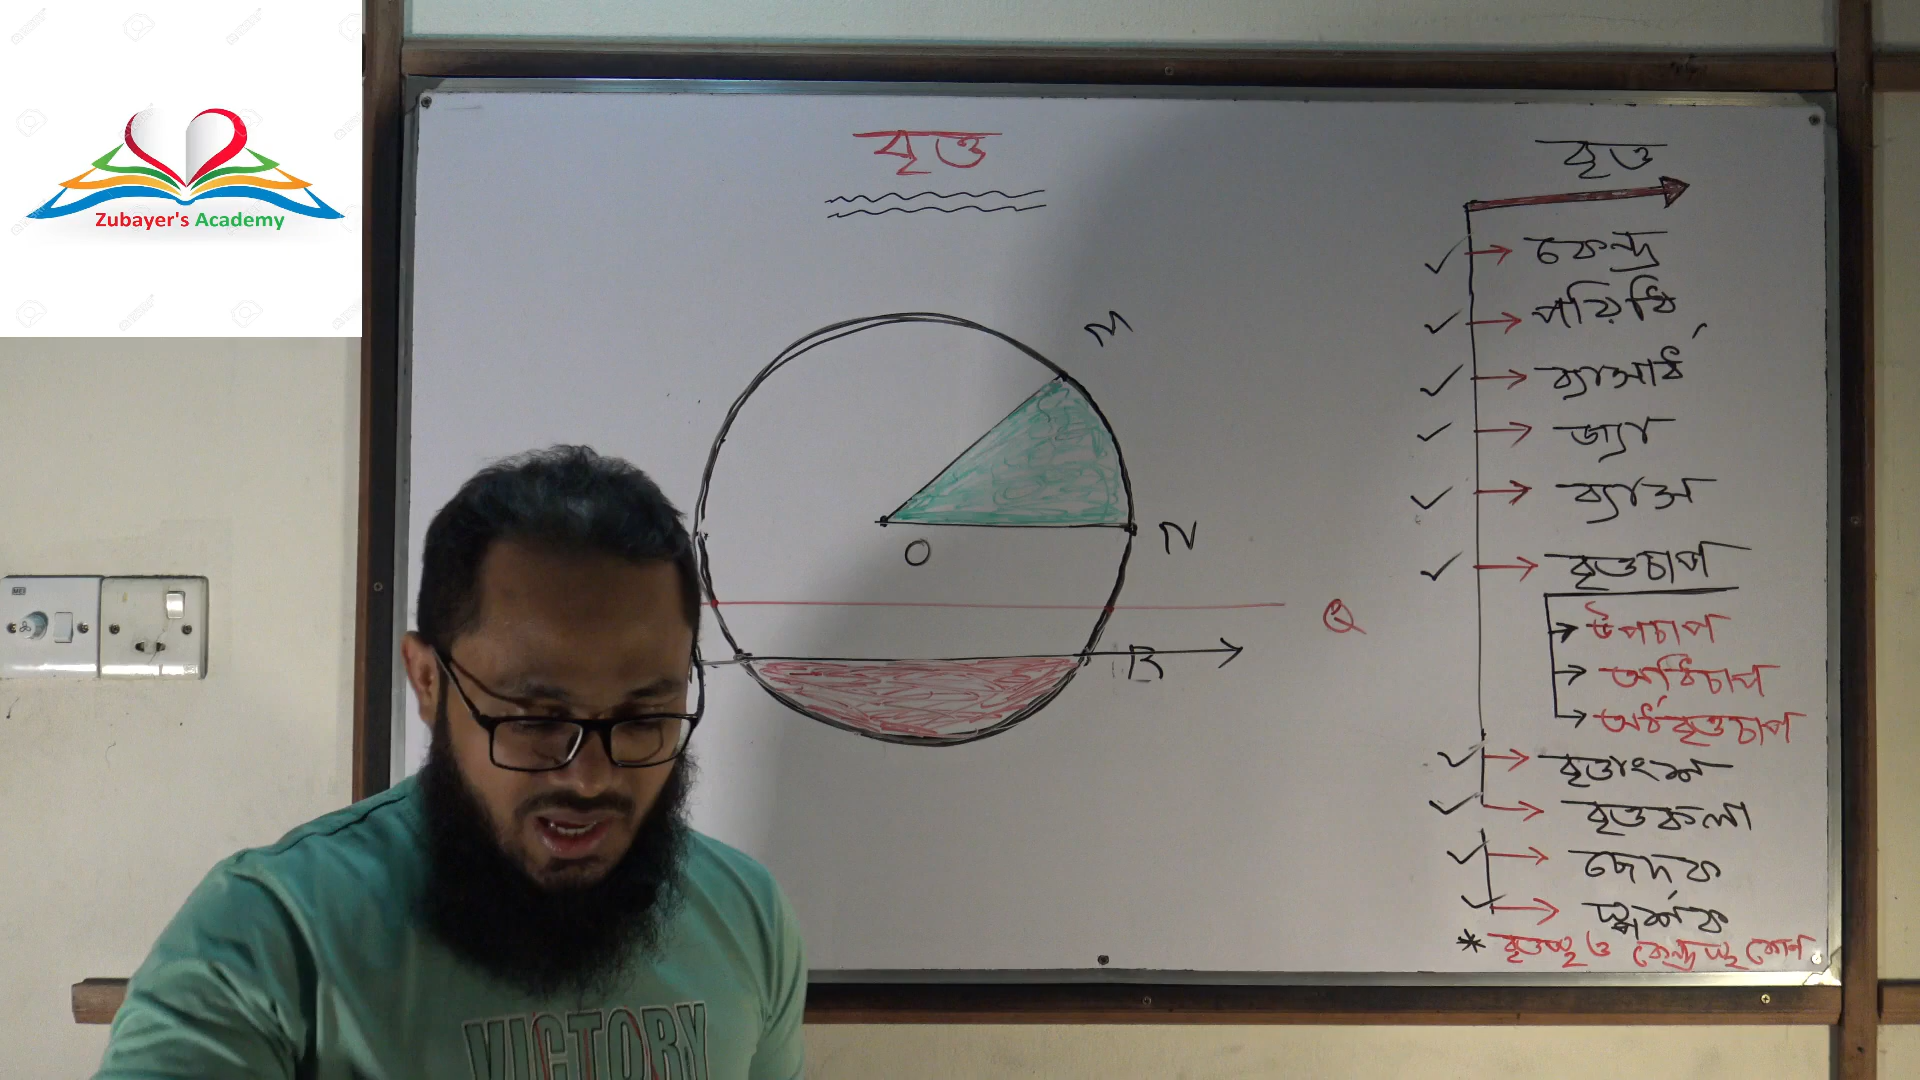 Zubayer's Academy
বৃত্ত
M
N
O
Q
B
বৃত্ত
কেন্দ্র
পরিধি
ব্যাসার্ধ
জ্যা
ব্যাস
বৃত্তচাপ
উপচাপ
অধিচাপ
অর্ধবৃত্তচাপ
বৃত্তাংশ
বৃত্তকলা
ছেদক
স্পর্শক
* বৃত্তস্থ ও কেন্দ্রস্থ কোণ
VICTORY